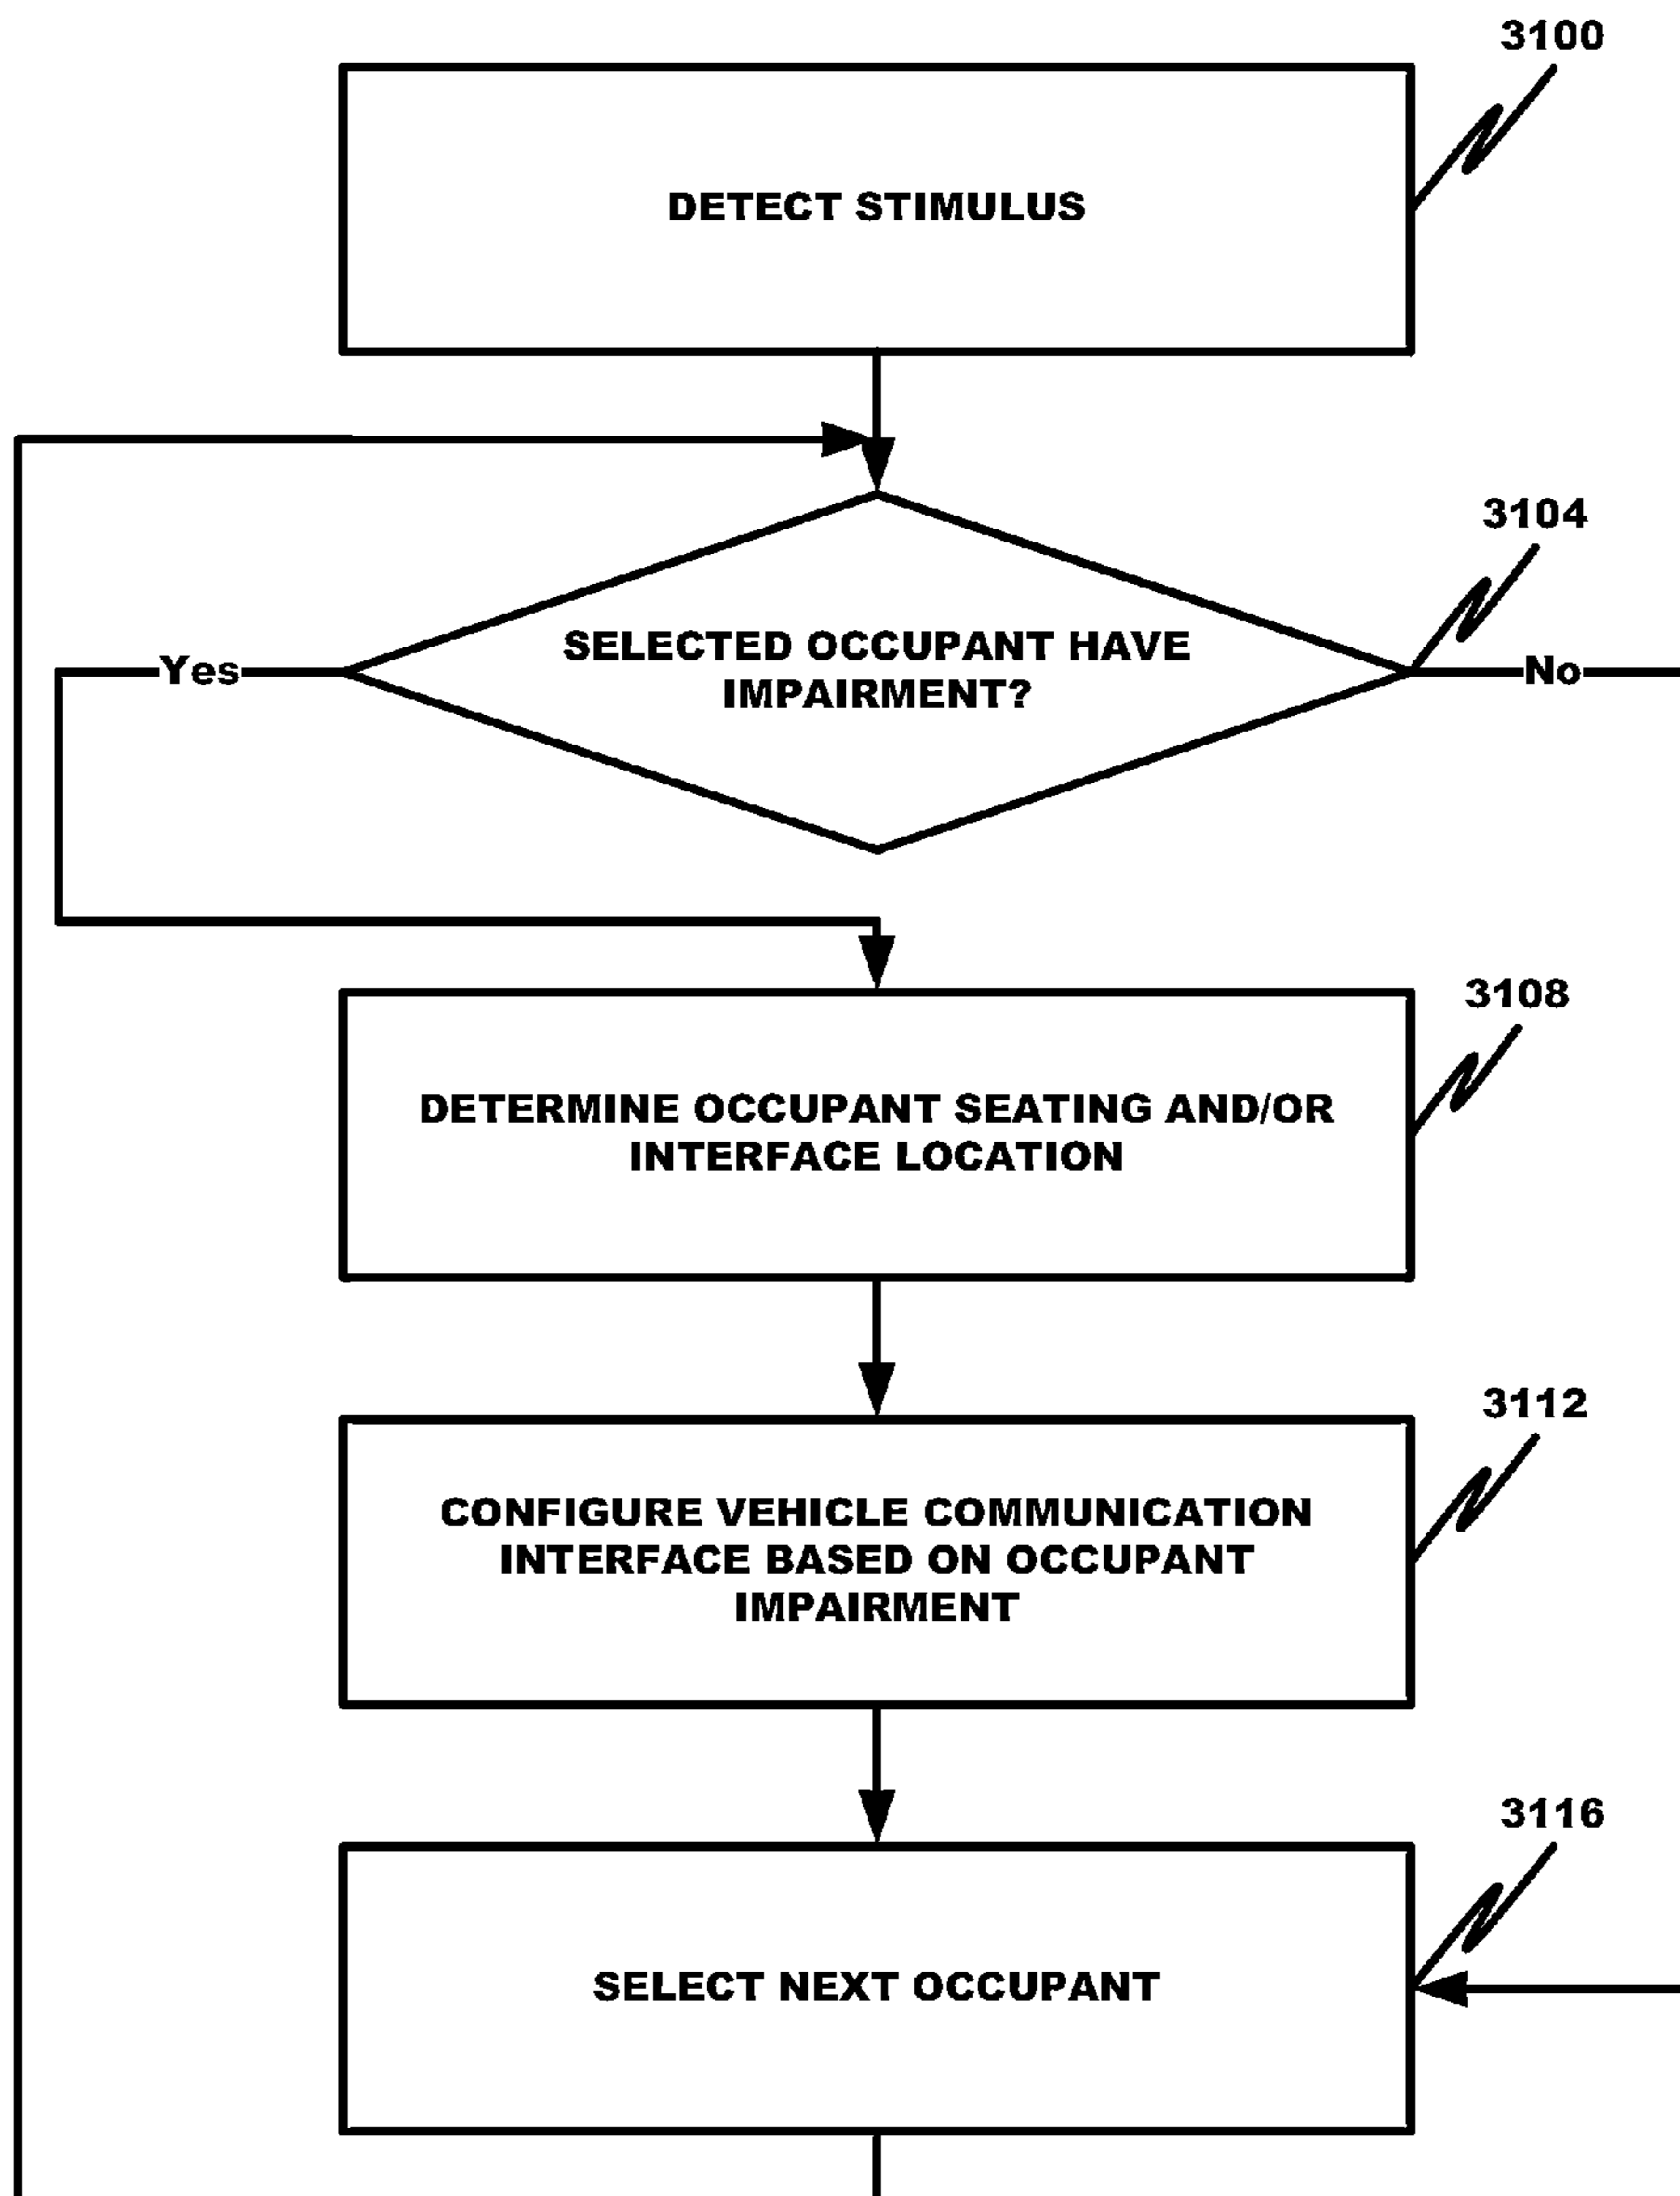 3100
DETECT STIMULUS
3104
SELECTED OCCUPANT HAVE
IMPAIRMENT?
Yes
No
3108
DETERMINE OCCUPANT SEATING AND/OR
INTERFACE LOCATION
3112
CONFIGURE VEHICLE COMMUNICATION
INTERFACE BASED ON OCCUPANT
IMPAIRMENT
3116
SELECT NEXT OCCUPANT